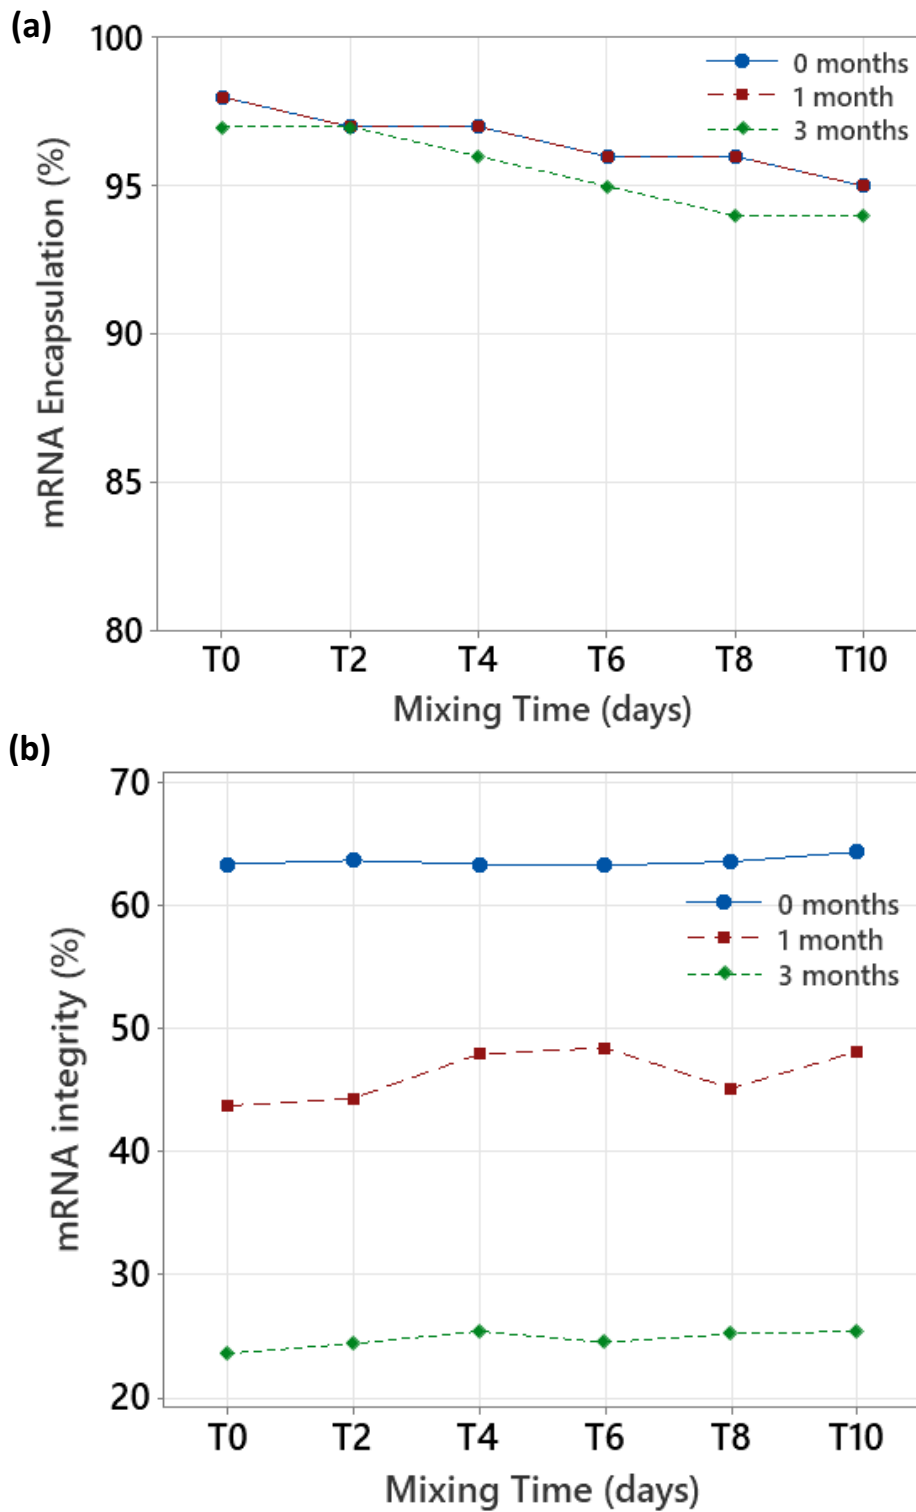 (a)
mRNA Encapsulation (%)
100
95
90
85
80
0 months
1 month
3 months
T0 T2 T4 T6 T8 T10
Mixing Time (days)
(b)
mRNA integrity (%)
70
60
50
40
30
20
0 months
1 month
3 months
T0 T2 T4 T6 T8 T10
Mixing Time (days)